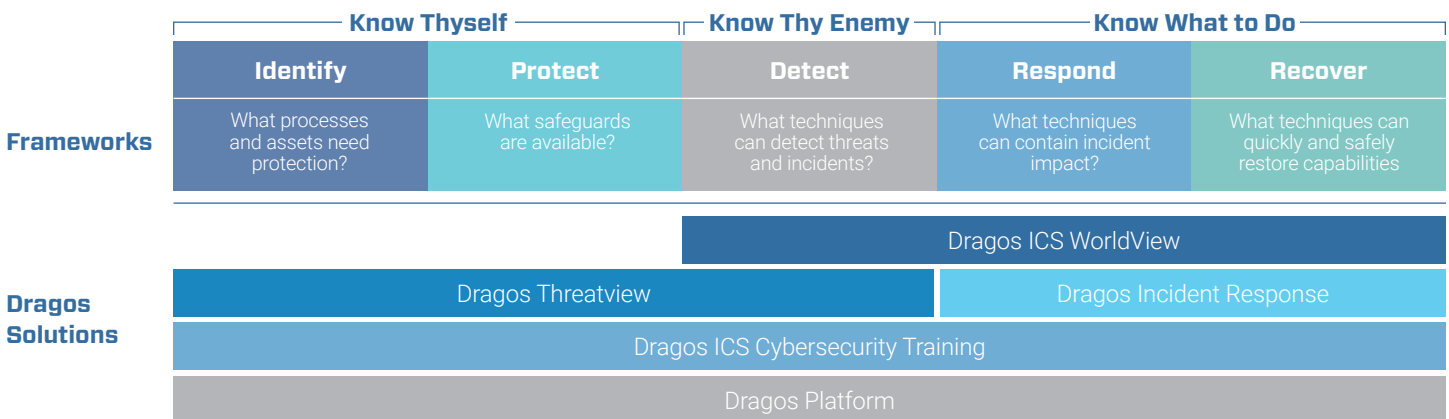 Know Thyself
Know Thy Enemy
Know What to Do
Identify
Protect
Detect
Respond
Recover
Frameworks
What processes
and assets need
protection?
What safeguards
are available?
What techniques
can detect threats
and incidents?
What techniques
can contain incident
impact?
What techniques can
quickly and safely
restore capabilities
Dragos
Solutions
Dragos ICS WorldView
Dragos Threatview
Dragos Incident Response
Dragos ICS Cybersecurity Training
Dragos Platform